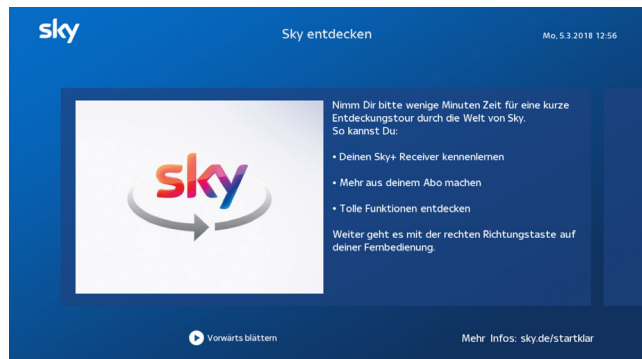 sky
Sky entdecken
Mo, 5.3.2018 12:56
sky
Nimm Dir bitte wenige Minuten Zeit für eine kurze
Entdeckungstour durch die Welt von Sky.
So kannst Du:
• Deinen Sky+ Receiver kennenlernen
• Mehr aus deinem Abo machen
• Tolle Funktionen entdecken
Weiter geht es mit der rechten Richtungstaste auf
deiner Fernbedienung.
Vorwärts blättern
Mehr Infos: sky.de/startklar